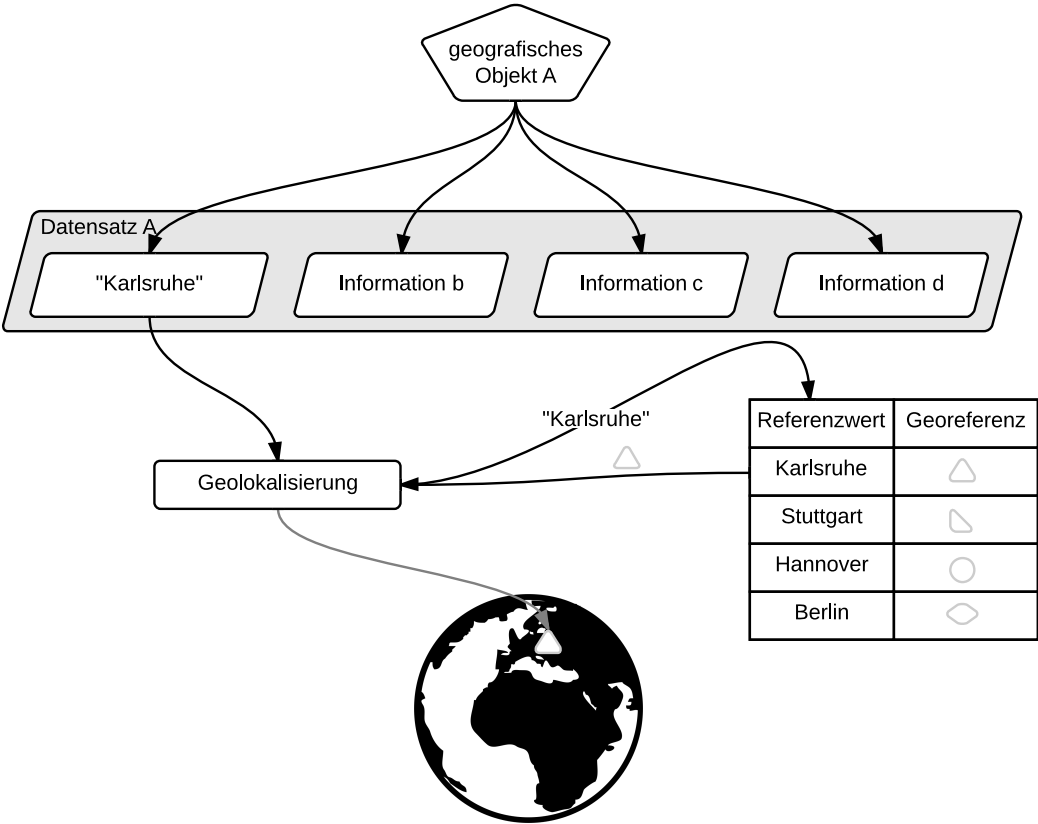 geografisches
Objekt A
Datensatz A
"Karlsruhe"
Information b
Information c
Information d
"Karlsruhe"
Referenzwert
Georeferenz
Karlsruhe
Geolokalisierung
Stuttgart
Hannover
Berlin